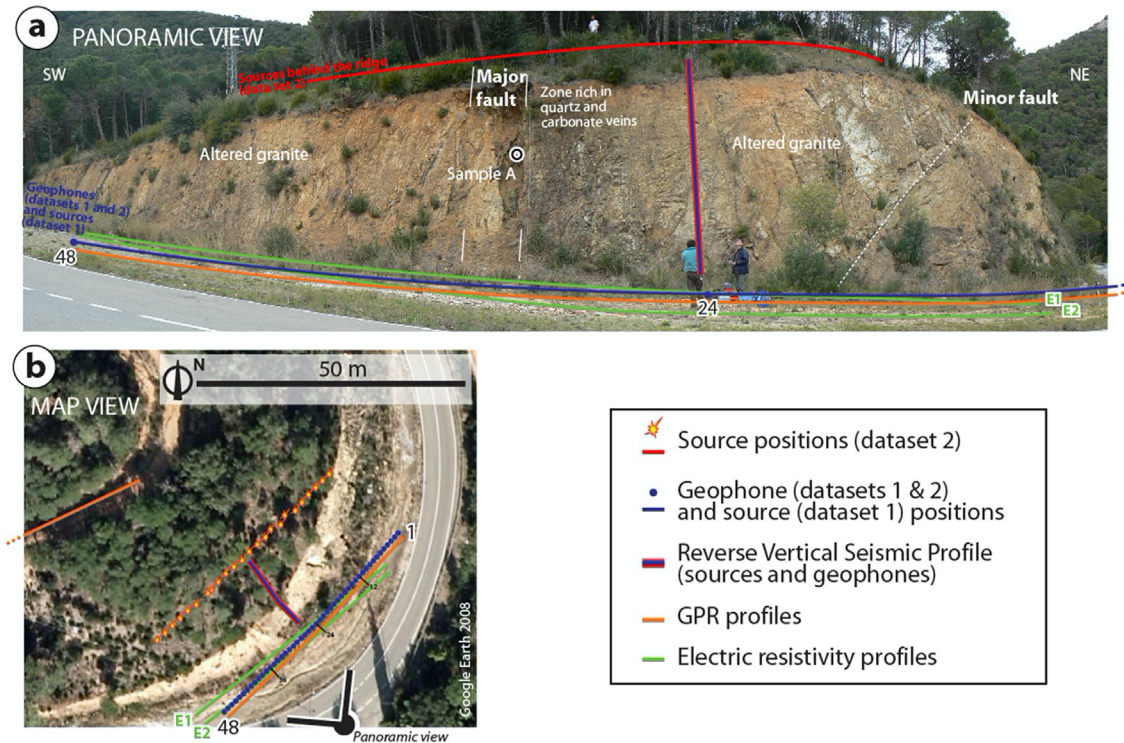 a
PANORAMIC VIEW
SW
NE
Sources behind the ridge
(data set 2)
Major
fault
Zone rich in
quartz and
carbonate veins
Minor fault
Altered granite
Altered granite
Sample A
Geophones
(datasets 1 and 2)
and sources
(dataset 1)
48
24
E1
E2
b
MAP VIEW
N
50 m
1
12
24
36
E1
E2
48
Panoramic view
Google Earth 2008
Source positions (dataset 2)
Geophone (datasets 1 & 2)
and source (dataset 1) positions
Reverse Vertical Seismic Profile
(sources and geophones)
GPR profiles
Electric resistivity profiles